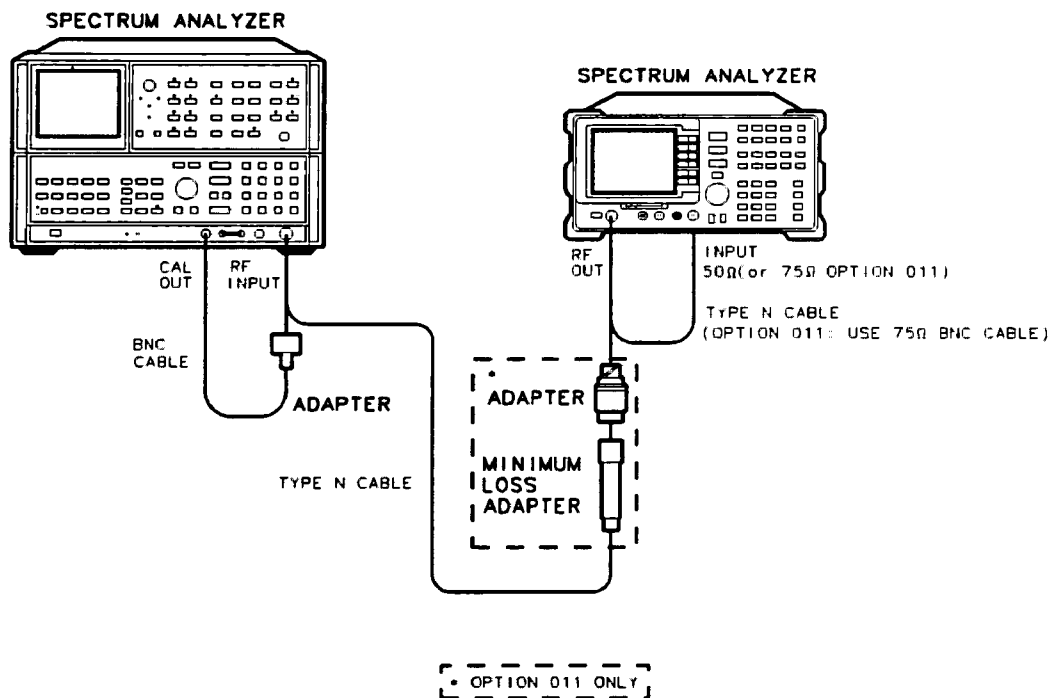 SPECTRUM ANALYZER
SPECTRUM ANALYZER
CAL
OUT
RF
INPUT
RF
OUT
INPUT
50Ω(or 75Ω OPTION 011)
TYPE N CABLE
(OPTION 011: USE 75Ω BNC CABLE)
BNC
CABLE
ADAPTER
* ADAPTER
MINIMUM
LOSS
ADAPTER
TYPE N CABLE
* OPTION 011 ONLY